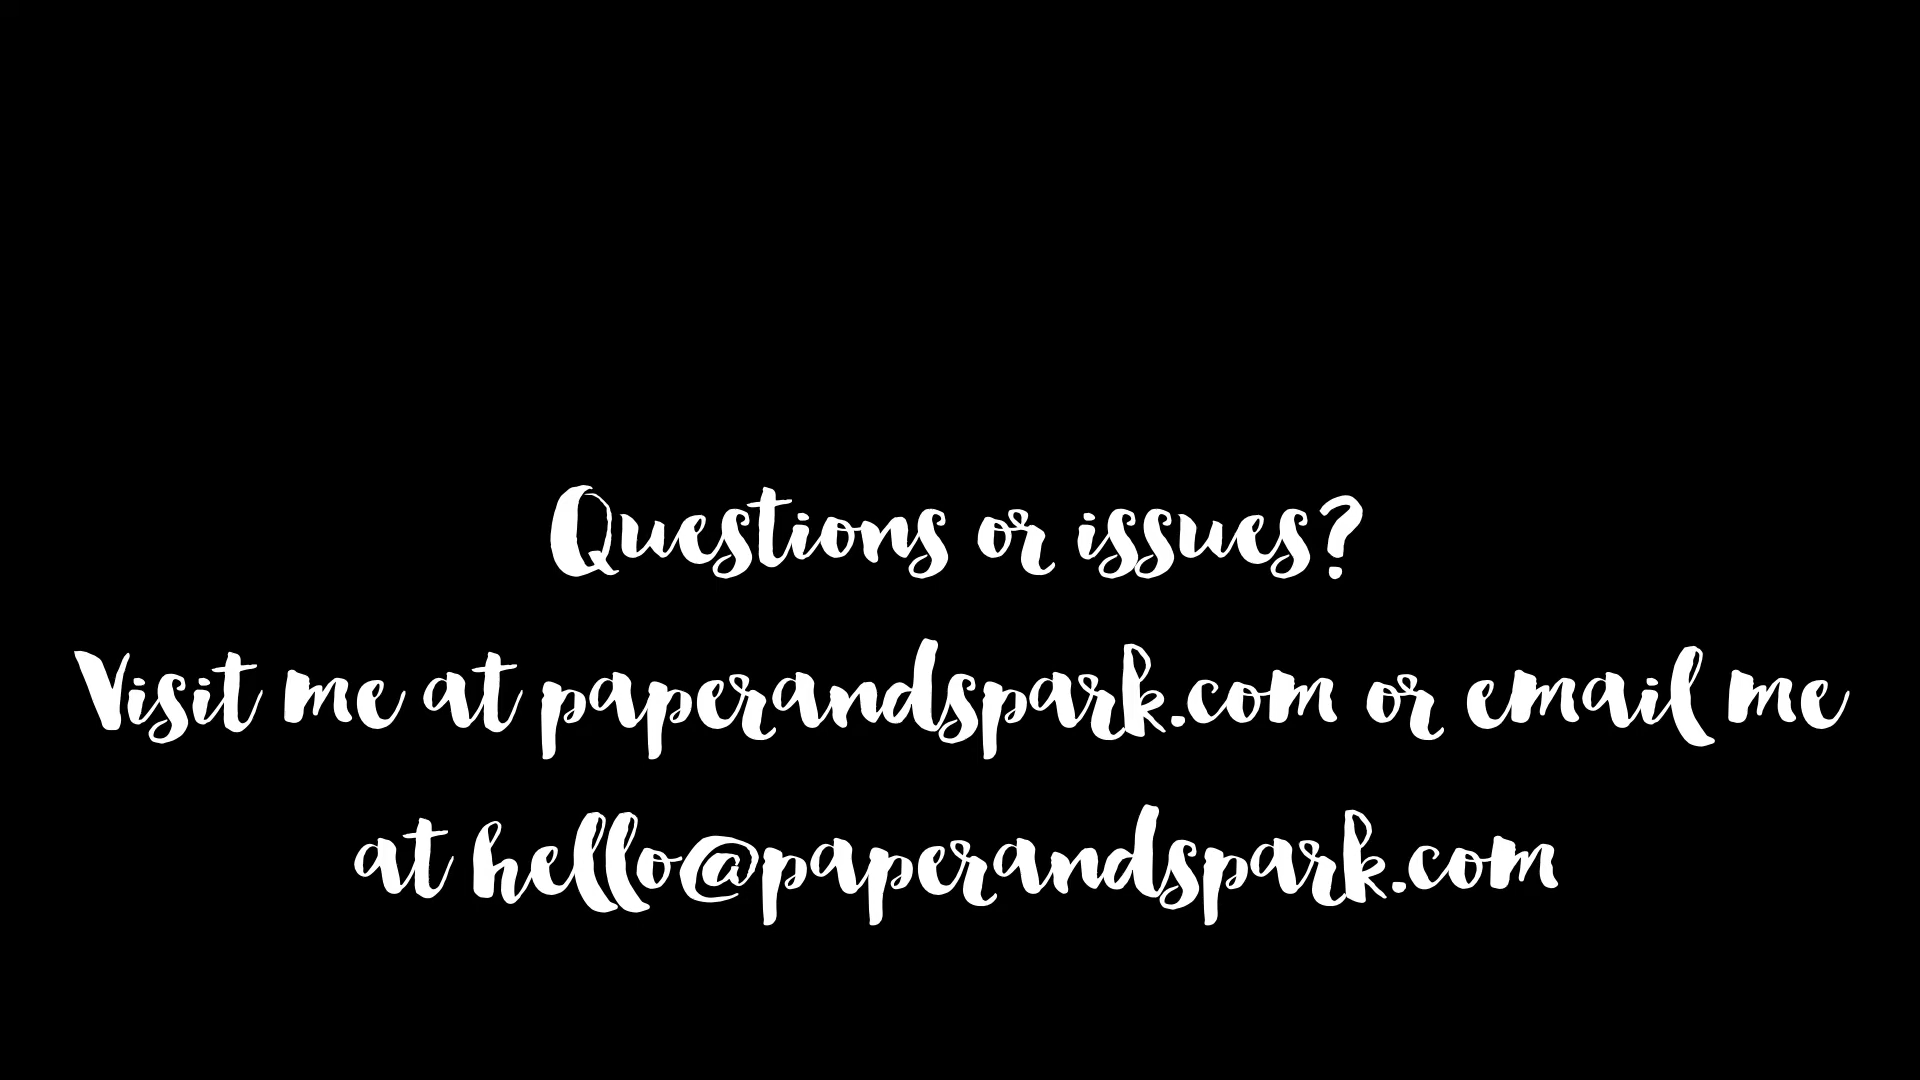 Questions or issues?
Visit me at paperandspark.com or email me
at hello@paperandspark.com